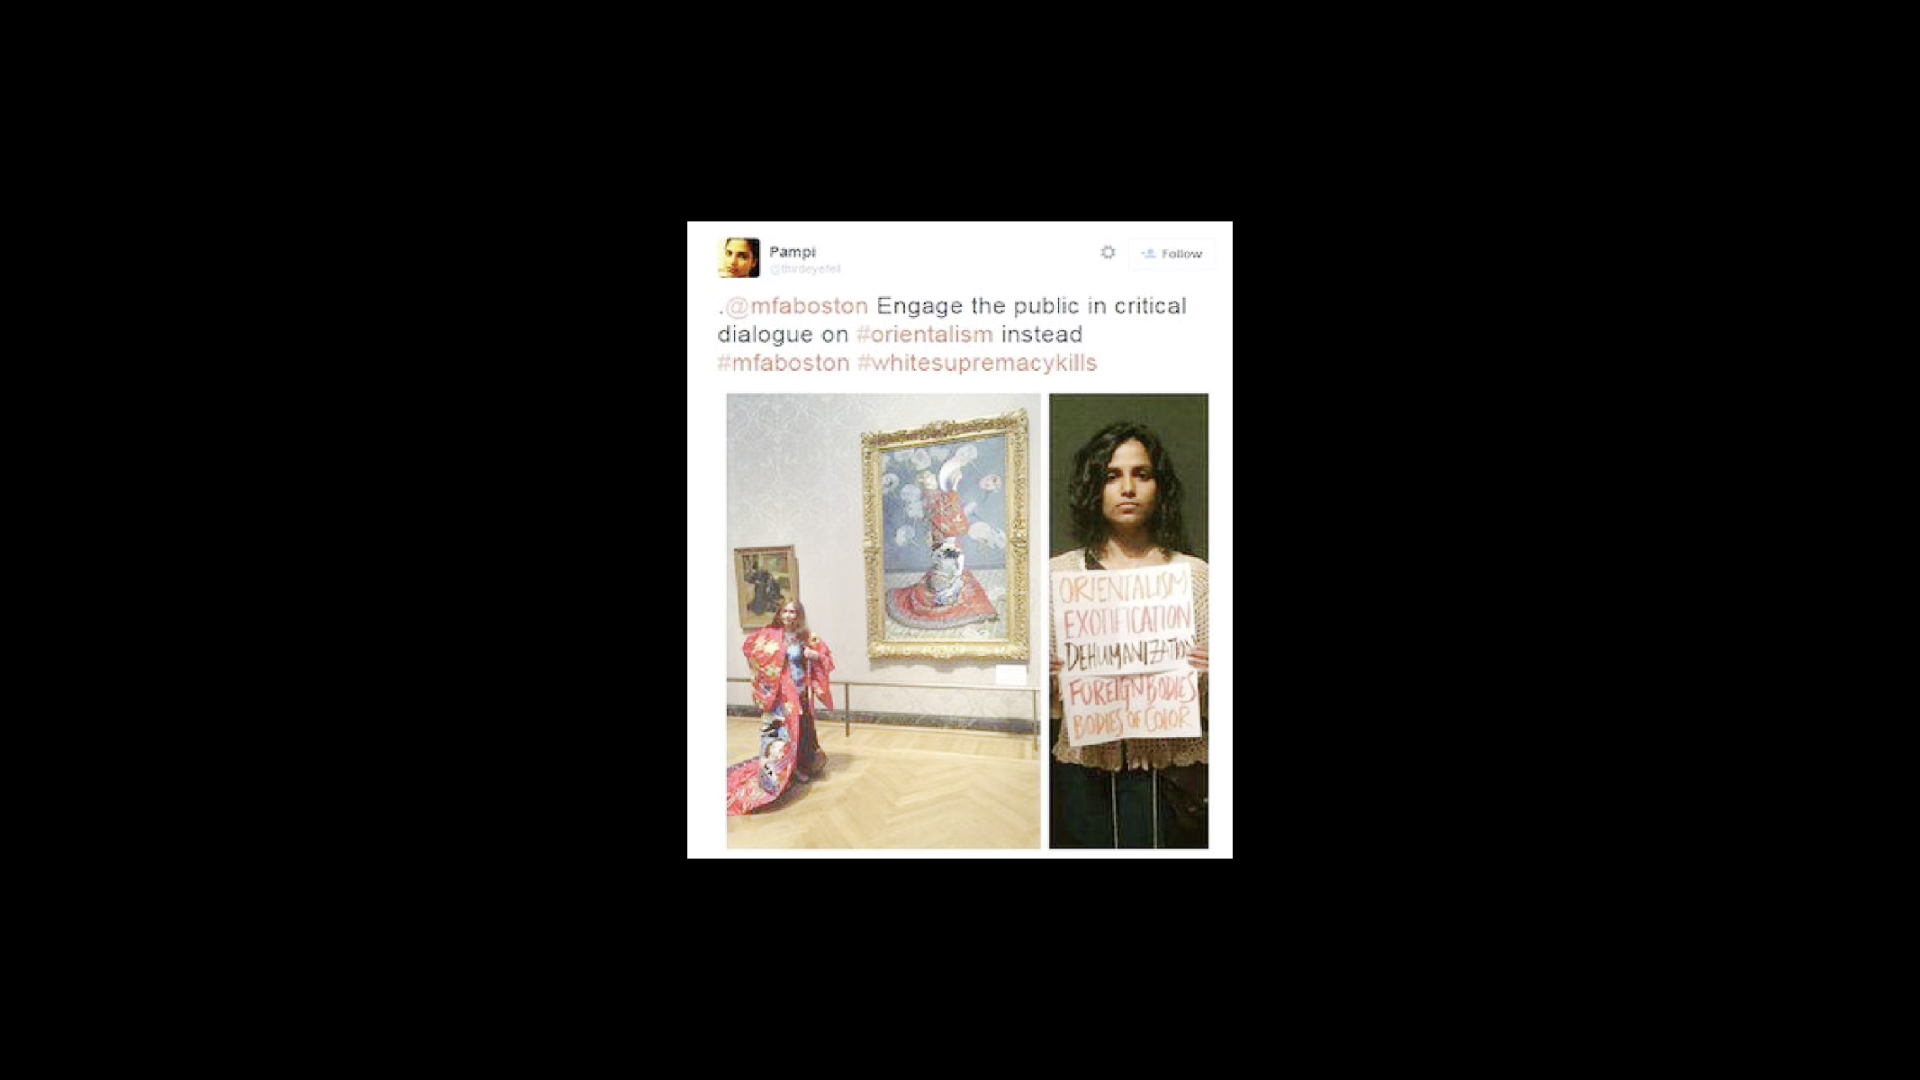 Pampi
@thirdeyefell
Follow
.@mfaboston Engage the public in critical
dialogue on #orientalism instead
#mfaboston #whitesupremacykills
ORIENTALISM
EXOTIFICATION
DEHUMANIZATION
FOREIGN BODIES
BODIES OF COLOR